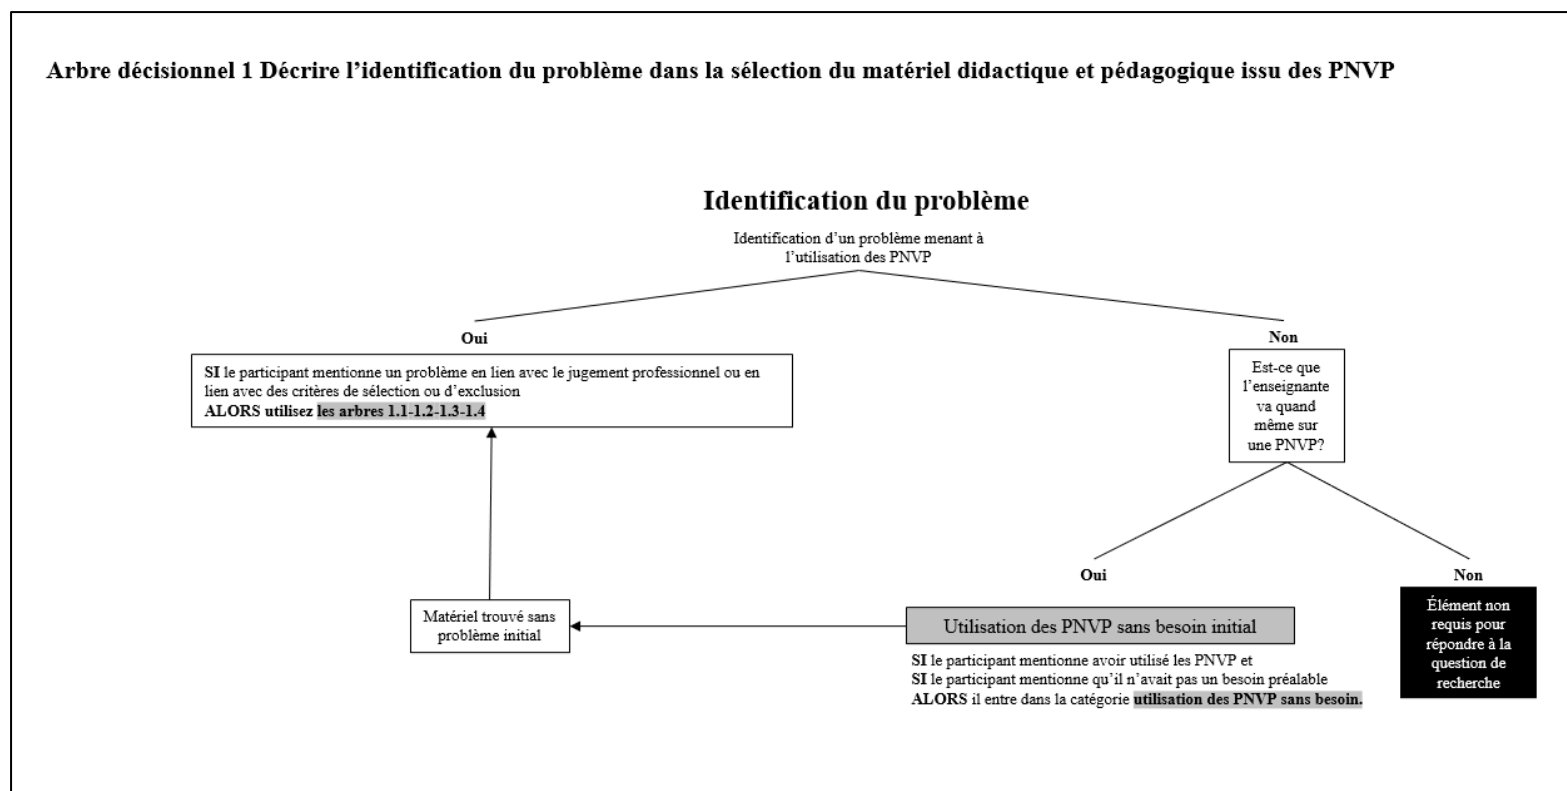 Arbre décisionnel 1 Décrire l’identification du problème dans la sélection du matériel didactique et pédagogique issu des PNVP
Identification du problème
Identification d’un problème menant à
l’utilisation des PNVP
Oui
SI le participant mentionne un problème en lien avec le jugement professionnel ou en
lien avec des critères de sélection ou d’exclusion
ALORS utilisez les arbres 1.1-1.2-1.3-1.4
Non
Est-ce que
l’enseignante
va quand
même sur
une PNVP?
Matériel trouvé sans
problème initial
Oui
Utilisation des PNVP sans besoin initial
SI le participant mentionne avoir utilisé les PNVP et
SI le participant mentionne qu’il n’avait pas un besoin préalable
ALORS il entre dans la catégorie utilisation des PNVP sans besoin.
Non
Élément non
requis pour
répondre à la
question de
recherche